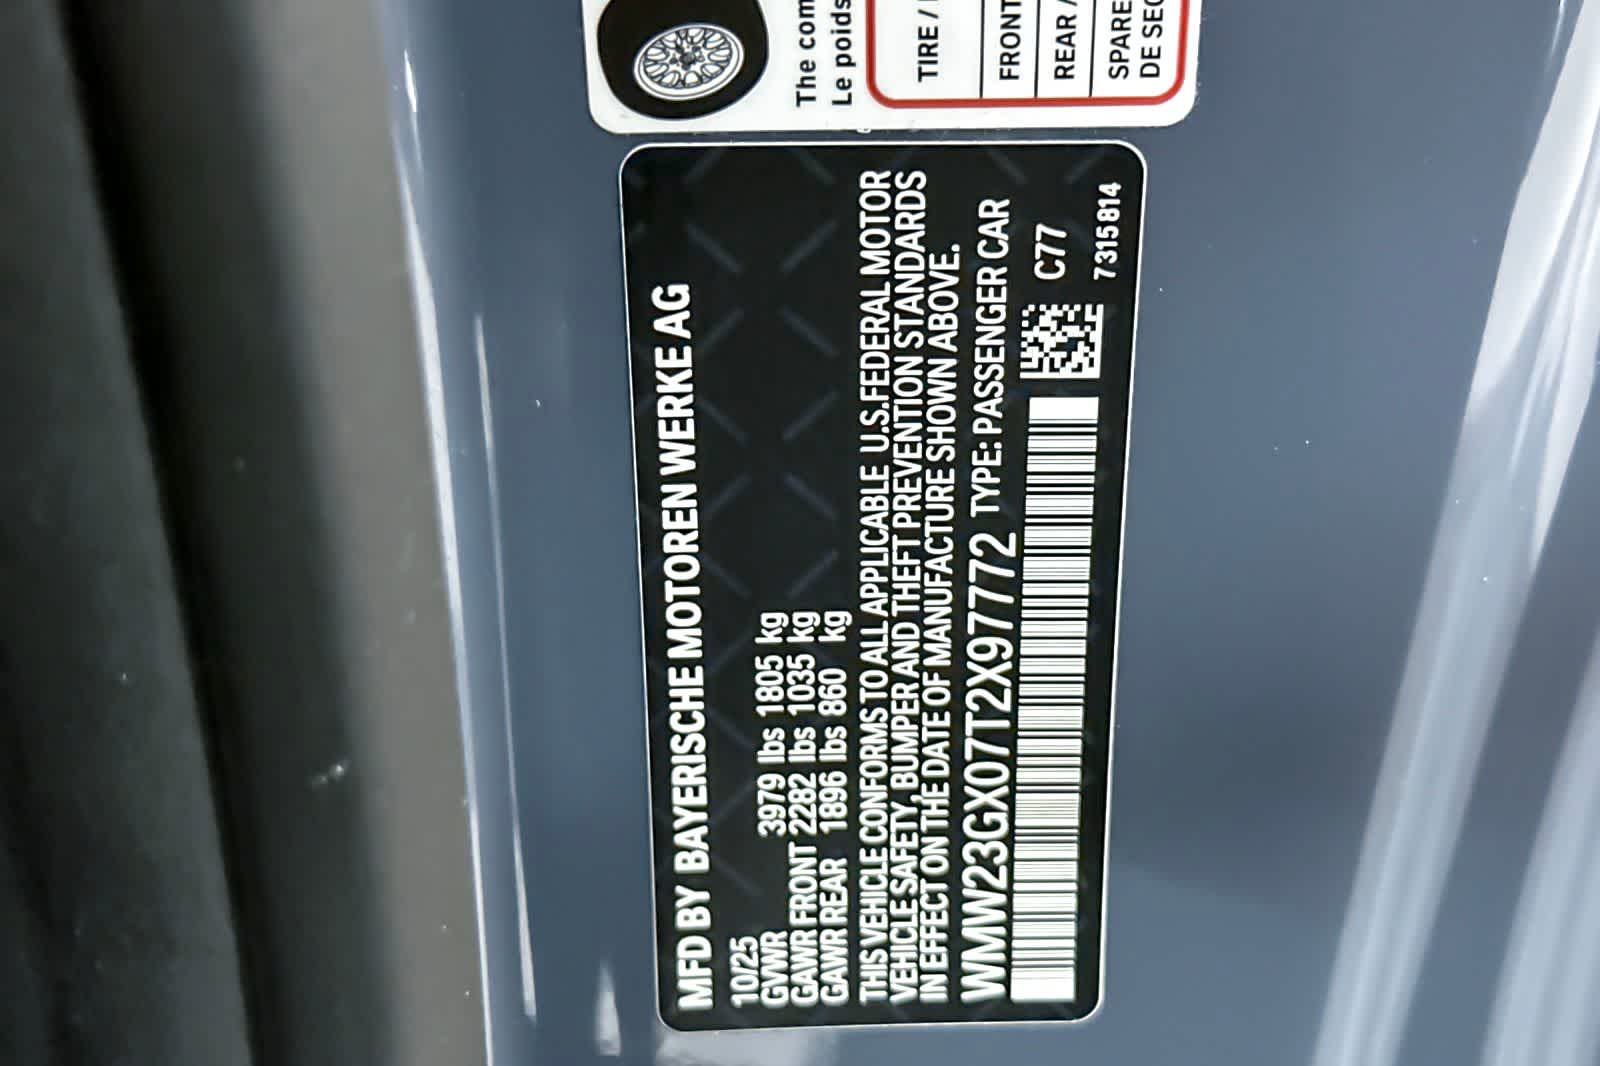 MFD BY BAYERISCHE MOTOREN WERKE AG
10/25
GVWR 3979 lbs 1805 kg
GAWR FRONT 2282 lbs 1035 kg
GAWR REAR 1896 lbs 860 kg
THIS VEHICLE CONFORMS TO ALL APPLICABLE U.S.FEDERAL MOTOR
VEHICLE SAFETY, BUMPER AND THEFT PREVENTION STANDARDS
IN EFFECT ON THE DATE OF MANUFACTURE SHOWN ABOVE.
WMW23GX07T2X97772 TYPE: PASSENGER CAR
C77
7315814
The com
Le poids
TIRE /
FRONT
REAR /
SPARE
DE SEC